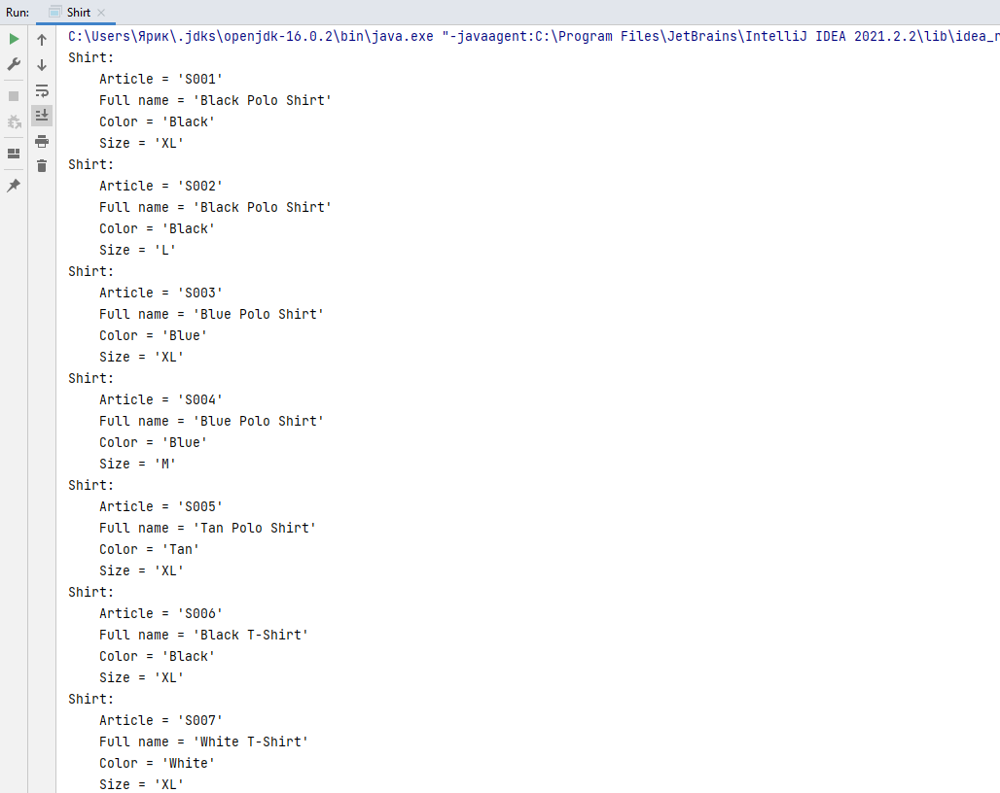 Run: Shirt
C:\Users\Ярик\.jdks\openjdk-16.0.2\bin\java.exe "-javaagent:C:\Program Files\JetBrains\IntelliJ IDEA 2021.2.2\lib\idea_r
Shirt:
    Article = 'S001'
    Full name = 'Black Polo Shirt'
    Color = 'Black'
    Size = 'XL'
Shirt:
    Article = 'S002'
    Full name = 'Black Polo Shirt'
    Color = 'Black'
    Size = 'L'
Shirt:
    Article = 'S003'
    Full name = 'Blue Polo Shirt'
    Color = 'Blue'
    Size = 'XL'
Shirt:
    Article = 'S004'
    Full name = 'Blue Polo Shirt'
    Color = 'Blue'
    Size = 'M'
Shirt:
    Article = 'S005'
    Full name = 'Tan Polo Shirt'
    Color = 'Tan'
    Size = 'XL'
Shirt:
    Article = 'S006'
    Full name = 'Black T-Shirt'
    Color = 'Black'
    Size = 'XL'
Shirt:
    Article = 'S007'
    Full name = 'White T-Shirt'
    Color = 'White'
    Size = 'XL'